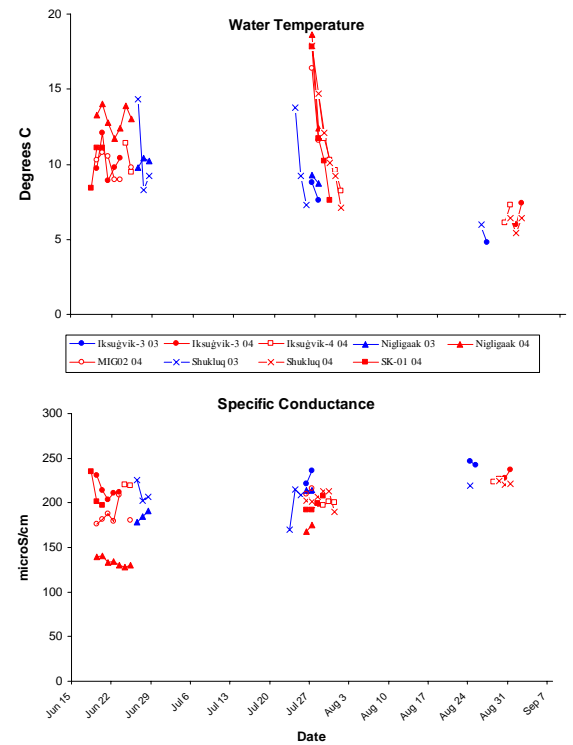 Water Temperature
20
15
10
5
0
Degrees C
Iksuġvik-3 03 Iksuġvik-3 04 Iksuġvik-4 04 Nigligaak 03 Nigligaak 04
MIG02 04 Shukluq 03 Shukluq 04 SK-01 04
Specific Conductance
300
250
200
150
100
50
0
microS/cm
Jun 15 Jun 22 Jun 29 Jul 6 Jul 13 Jul 20 Jul 27 Aug 3 Aug 10 Aug 17 Aug 24 Aug 31 Sep 7
Date